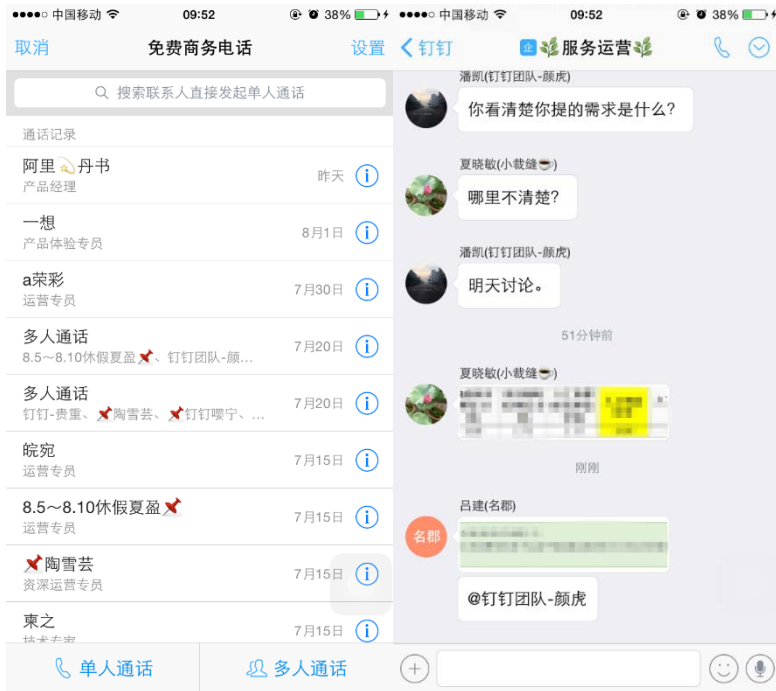 中国移动
09:52
38%
取消
免费商务电话
设置
搜索联系人直接发起单人通话
通话记录
阿里💫丹书
产品经理
昨天
一想
产品体验专员
8月1日
a荣彩
运营专员
7月30日
多人通话
8.5～8.10休假夏盈📌、钉钉团队-颜...
7月20日
多人通话
钉钉-贵重、📌陶雪芸、📌钉钉嘤宁、...
7月20日
皖宛
运营专员
7月15日
8.5～8.10休假夏盈📌
运营专员
7月15日
📌陶雪芸
资深运营专员
7月15日
柬之
技术专家
7月15日
单人通话
多人通话
中国移动
09:52
38%
钉钉
企🌿服务运营🌿
潘凯(钉钉团队-颜虎)
你看清楚你提的需求是什么?
夏晓敏(小裁缝☕)
哪里不清楚?
潘凯(钉钉团队-颜虎)
明天讨论。
51分钟前
夏晓敏(小裁缝☕)
刚刚
吕建(名郡)
名郡
@钉钉团队-颜虎